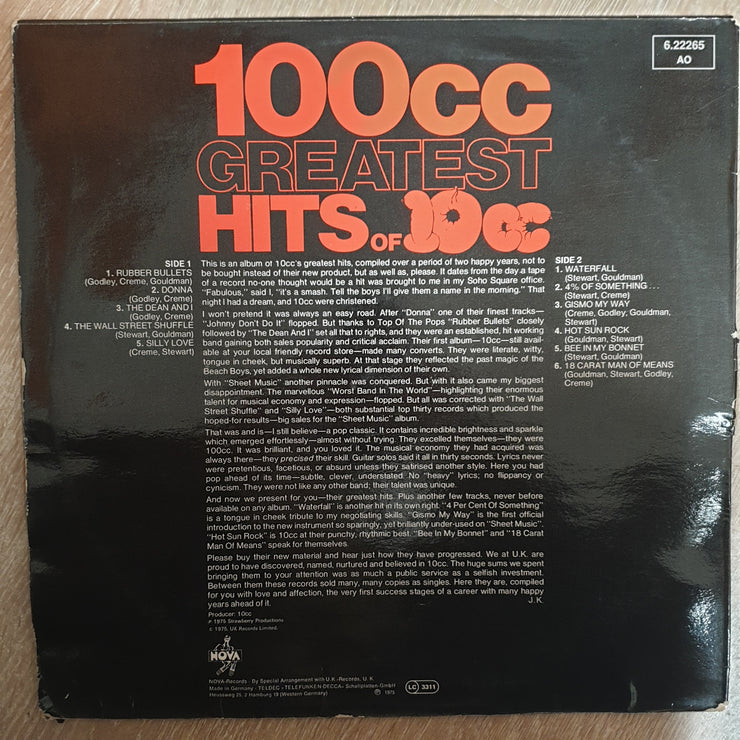 6.22265
AO
100cc
GREATEST
HITS OF 10cc
SIDE 1
1. RUBBER BULLETS
(Godley, Creme, Gouldman)
2. DONNA
(Godley, Creme)
3. THE DEAN AND I
(Godley, Creme)
4. THE WALL STREET SHUFFLE
(Stewart, Gouldman)
5. SILLY LOVE
(Creme, Stewart)
This is an album of 10cc's greatest hits, compiled over a period of two happy years, not to
be bought instead of their new product, but as well as, please. It dates from the day a tape
of a record no-one thought would be a hit was brought to me in my Soho Square office.
"Fabulous," said I, "it's a smash. Tell the boys I'll give them a name in the morning." That
night I had a dream, and 10cc were christened.
I won't pretend it was always an easy road. After "Donna" one of their finest tracks—
"Johnny Don't Do It" flopped. But thanks to Top Of The Pops "Rubber Bullets" closely
followed by "The Dean And I" set all that to rights, and they were an established, hit working
band gaining both sales popularity and critical acclaim. Their first album—10cc—still avail-
able at your local friendly record store—made many converts. They were literate, witty,
tongue in cheek, but musically superb. At that stage they reflected the past magic of the
Beach Boys, yet added a whole new lyrical dimension of their own.
With "Sheet Music" another pinnacle was conquered. But with it also came my biggest
disappointment. The marvellous "Worst Band In The World"—highlighting their enormous
talent for musical economy and expression—flopped. But all was corrected with "The Wall
Street Shuffle" and "Silly Love"—both substantial top thirty records which produced the
hoped-for results—big sales for the "Sheet Music" album.
That was and is—I still believe—a pop classic. It contains incredible brightness and sparkle
which emerged effortlessly—almost without trying. They excelled themselves—they were
100cc. It was brilliant, and you loved it. The musical economy they had acquired was
always there—they precised their skill. Guitar solos said it all in thirty seconds. Lyrics never
were pretentious, facetious, or absurd unless they satirised another style. Here you had
pop ahead of its time—subtle, clever, understated. No "heavy" lyrics; no flippancy or
cynicism. They were not like any other band; their talent was unique.
And now we present for you—their greatest hits. Plus another few tracks, never before
available on any album. "Waterfall" is another hit in its own right. "4 Per Cent Of Something"
is a tongue in cheek tribute to my negotiating skills. "Gismo My Way" is the first official
introduction to the new instrument so sparingly, yet brilliantly under-used on "Sheet Music".
"Hot Sun Rock" is 10cc at their punchy, rhythmic best. "Bee In My Bonnet" and "18 Carat
Man Of Means" speak for themselves.
Please buy their new material and hear just how they have progressed. We at U.K. are
proud to have discovered, named, nurtured and believed in 10cc. The huge sums we spent
bringing them to your attention was as much a public service as a selfish investment.
Between them these records sold many, many copies as singles. Here they are, compiled
for you with love and affection, the very first success stages of a career with many happy
years ahead of it.
J.K.
SIDE 2
1. WATERFALL
(Stewart, Gouldman)
2. 4% OF SOMETHING...
(Stewart, Creme)
3. GISMO MY WAY
(Creme, Godley, Gouldman,
Stewart)
4. HOT SUN ROCK
(Gouldman, Stewart)
5. BEE IN MY BONNET
(Stewart, Gouldman)
6. 18 CARAT MAN OF MEANS
(Gouldman, Stewart, Godley,
Creme)
Producer: 10cc
℗ 1975 Strawberry Productions
© 1975, U.K Records Limited.
NOVA
NOVA-Records · By Special Arrangement with U.K.-Records, U.K.
Made in Germany · TELDEC »TELEFUNKEN-DECCA« Schallplatten-GmbH
Heussweg 25, 2 Hamburg 19 (Western Germany) ℗ 1975
LC 3311